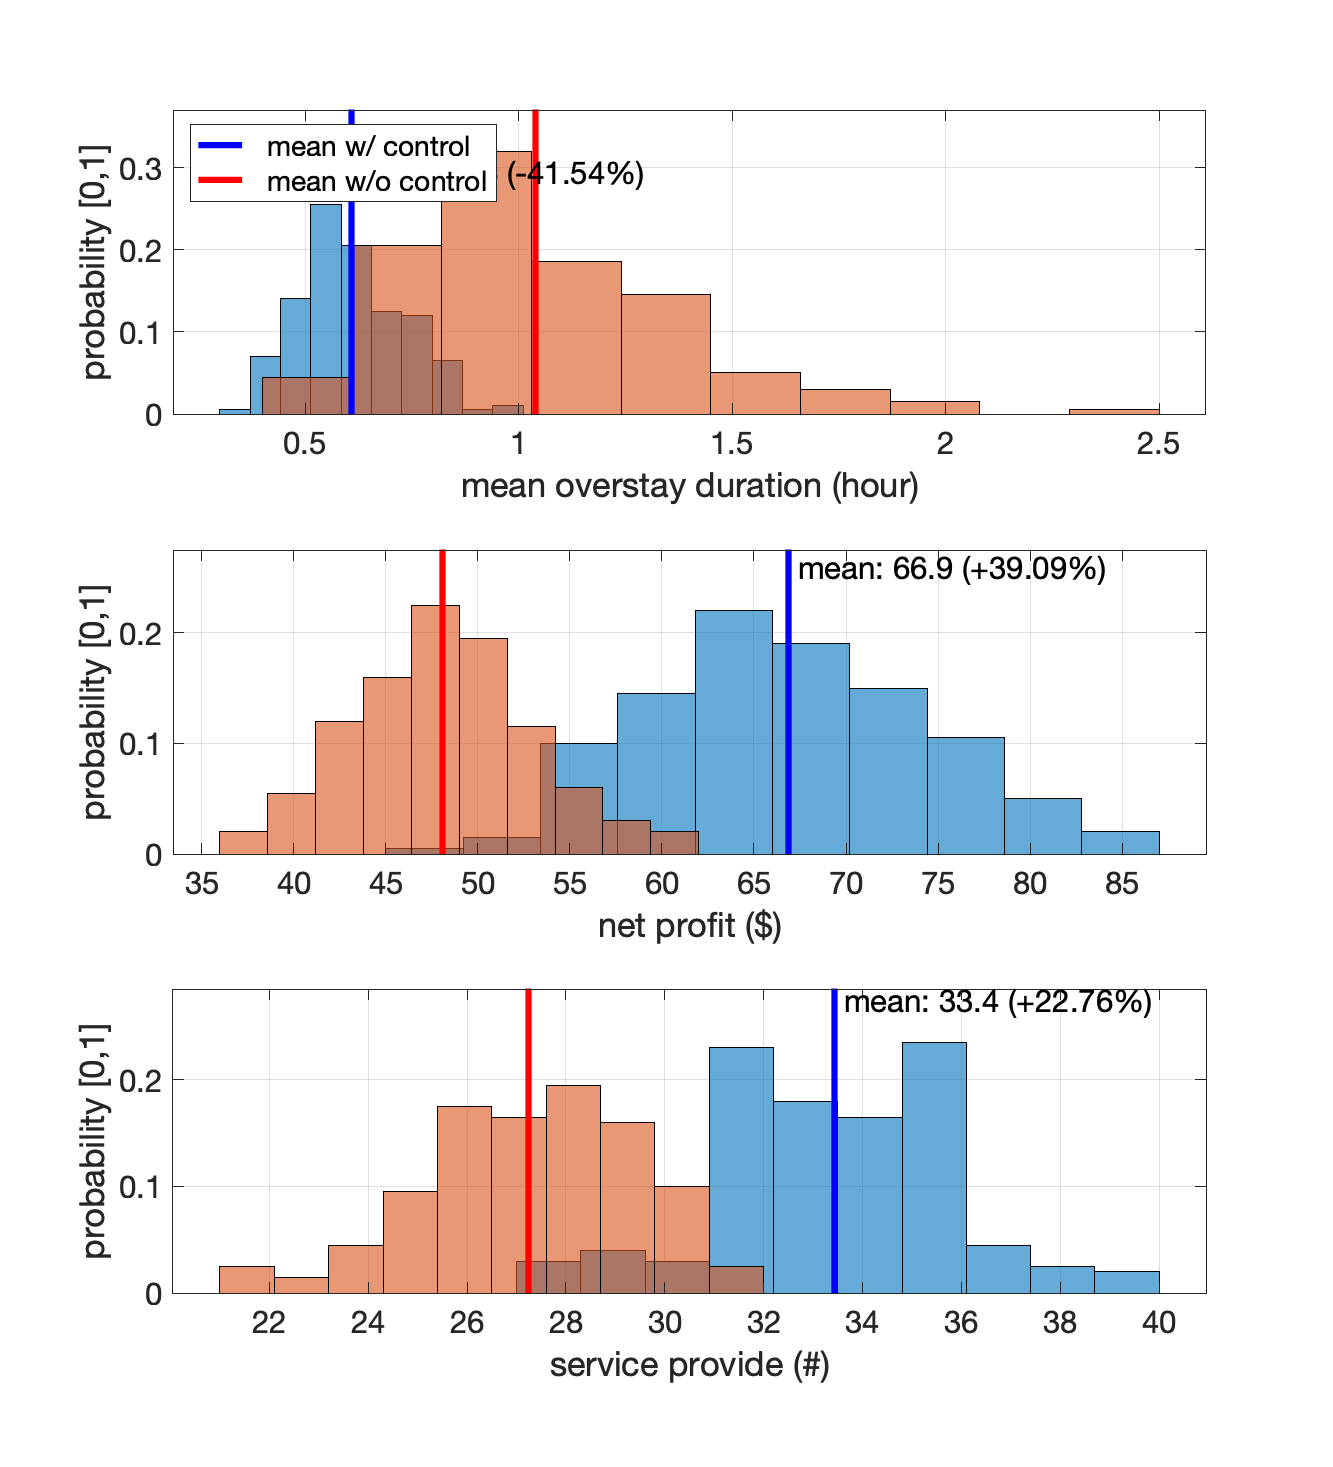 probability [0,1]
0.3
0.2
0.1
0
mean w/ control
mean w/o control
(-41.54%)
0.5 1 1.5 2 2.5
mean overstay duration (hour)
probability [0,1]
0.2
0.1
0
mean: 66.9 (+39.09%)
35 40 45 50 55 60 65 70 75 80 85
net profit ($)
probability [0,1]
0.2
0.1
0
mean: 33.4 (+22.76%)
22 24 26 28 30 32 34 36 38 40
service provide (#)